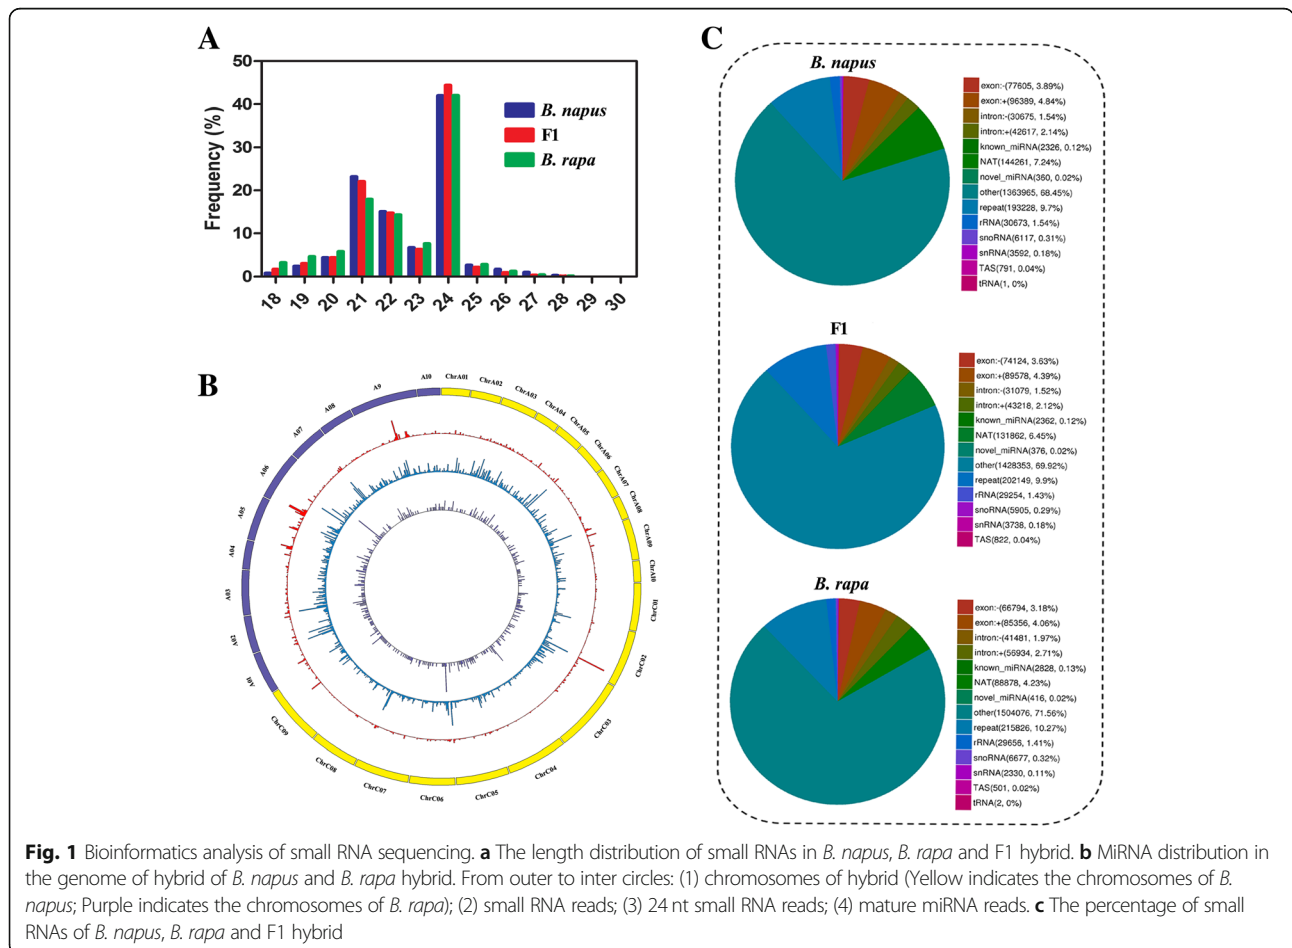 A
Frequency (%)
50
40
30
20
10
0
18 19 20 21 22 23 24 25 26 27 28 29 30
B. napus
F1
B. rapa
B
ChrA01
ChrA02
ChrA03
ChrA04
ChrA05
ChrA06
ChrA07
ChrA08
ChrA09
ChrA10
ChrC01
ChrC02
ChrC03
ChrC04
ChrC05
ChrC06
ChrC07
ChrC08
ChrC09
A01
A02
A03
A04
A05
A06
A07
A08
A9
A10
C
B. napus
exon:-(77605, 3.89%)
exon:+(96389, 4.84%)
intron:-(30675, 1.54%)
intron:+(42617, 2.14%)
known_miRNA(2326, 0.12%)
NAT(144261, 7.24%)
novel_miRNA(360, 0.02%)
other(1363965, 68.45%)
repeat(193228, 9.7%)
rRNA(30673, 1.54%)
snoRNA(6117, 0.31%)
snRNA(3592, 0.18%)
TAS(791, 0.04%)
tRNA(1, 0%)
F1
exon:-(74124, 3.63%)
exon:+(89578, 4.39%)
intron:-(31079, 1.52%)
intron:+(43218, 2.12%)
known_miRNA(2362, 0.12%)
NAT(131862, 6.45%)
novel_miRNA(376, 0.02%)
other(1428353, 69.92%)
repeat(202149, 9.9%)
rRNA(29254, 1.43%)
snoRNA(5905, 0.29%)
snRNA(3738, 0.18%)
TAS(822, 0.04%)
B. rapa
exon:-(66794, 3.18%)
exon:+(85356, 4.06%)
intron:-(41481, 1.97%)
intron:+(56934, 2.71%)
known_miRNA(2828, 0.13%)
NAT(88878, 4.23%)
novel_miRNA(416, 0.02%)
other(1504076, 71.56%)
repeat(215826, 10.27%)
rRNA(29656, 1.41%)
snoRNA(6677, 0.32%)
snRNA(2330, 0.11%)
TAS(501, 0.02%)
tRNA(2, 0%)
Fig. 1 Bioinformatics analysis of small RNA sequencing. a The length distribution of small RNAs in B. napus, B. rapa and F1 hybrid. b MiRNA distribution in
the genome of hybrid of B. napus and B. rapa hybrid. From outer to inter circles: (1) chromosomes of hybrid (Yellow indicates the chromosomes of B.
napus; Purple indicates the chromosomes of B. rapa); (2) small RNA reads; (3) 24 nt small RNA reads; (4) mature miRNA reads. c The percentage of small
RNAs of B. napus, B. rapa and F1 hybrid